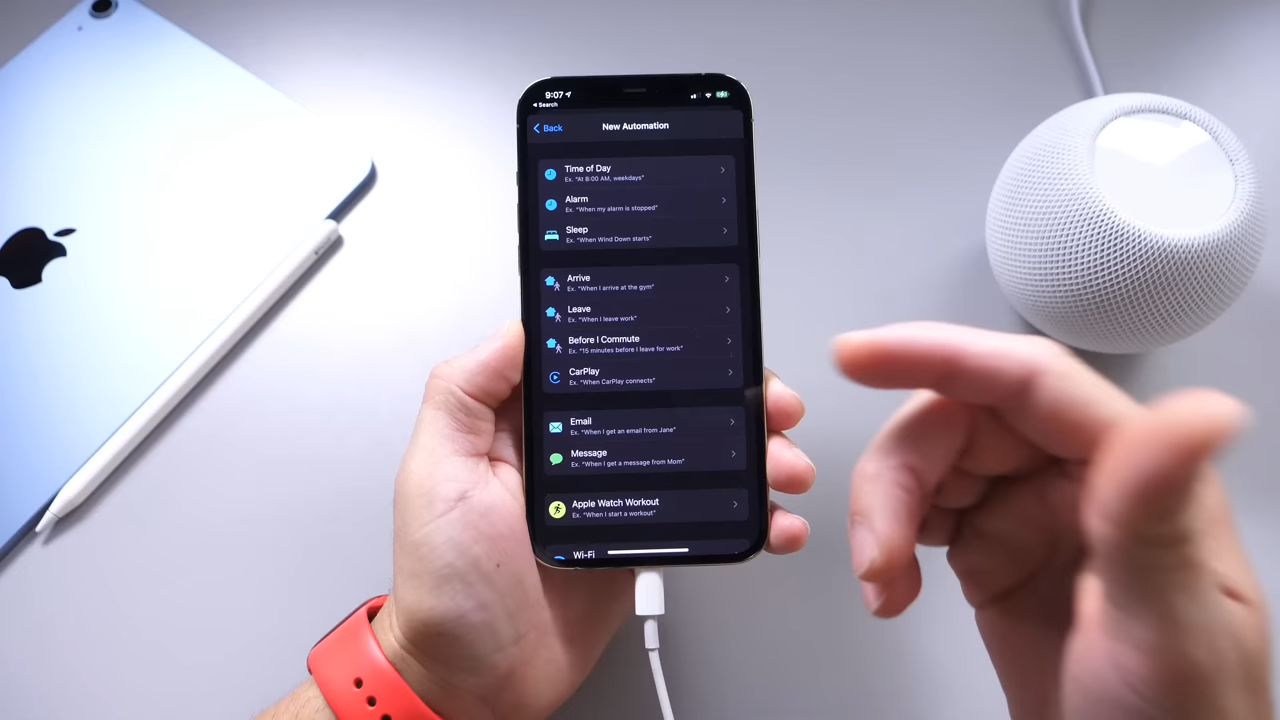 9:07
Search
Back
New Automation
Time of Day
Ex. "At 8:00 AM, weekdays"
Alarm
Ex. "When my alarm is stopped"
Sleep
Ex. "When Wind Down starts"
Arrive
Ex. "When I arrive at the gym"
Leave
Ex. "When I leave work"
Before I Commute
Ex. "15 minutes before I leave for work"
CarPlay
Ex. "When CarPlay connects"
Email
Ex. "When I get an email from Jane"
Message
Ex. "When I get a message from Mom"
Apple Watch Workout
Ex. "When I start a workout"
Wi-Fi